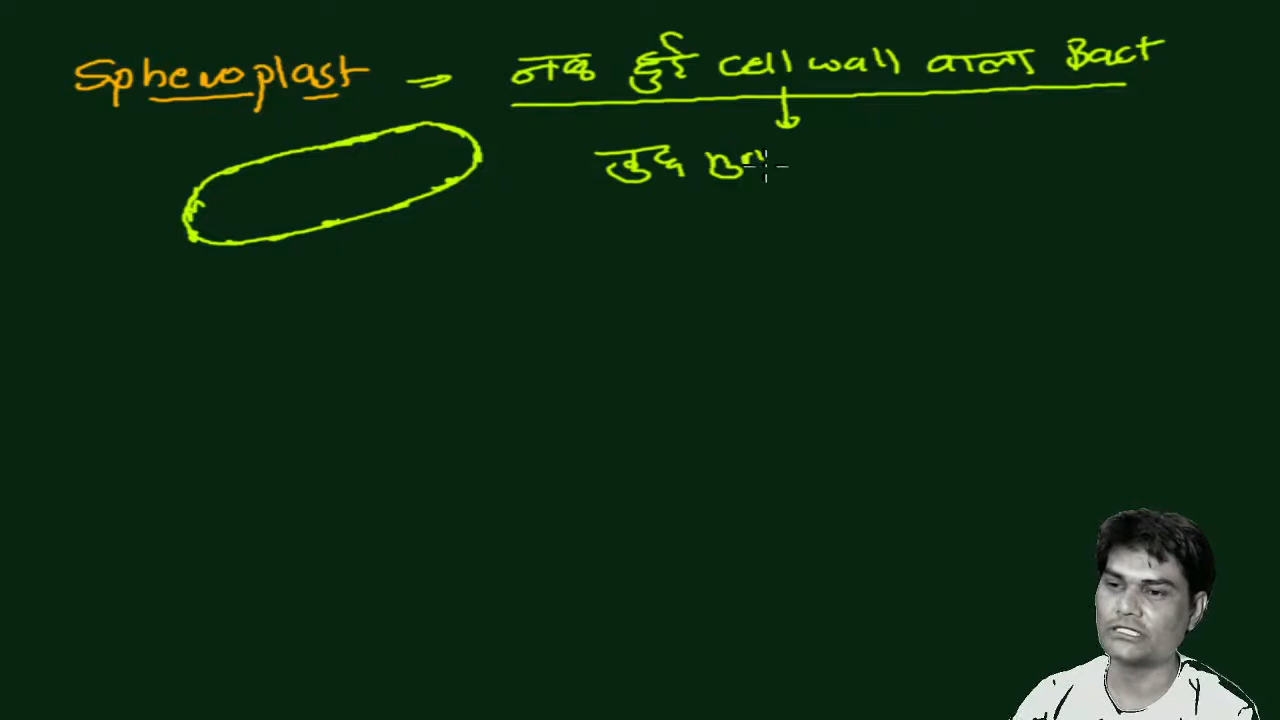 Spheroplast → नष्ट हुई cell wall वाला Bact
कुछ